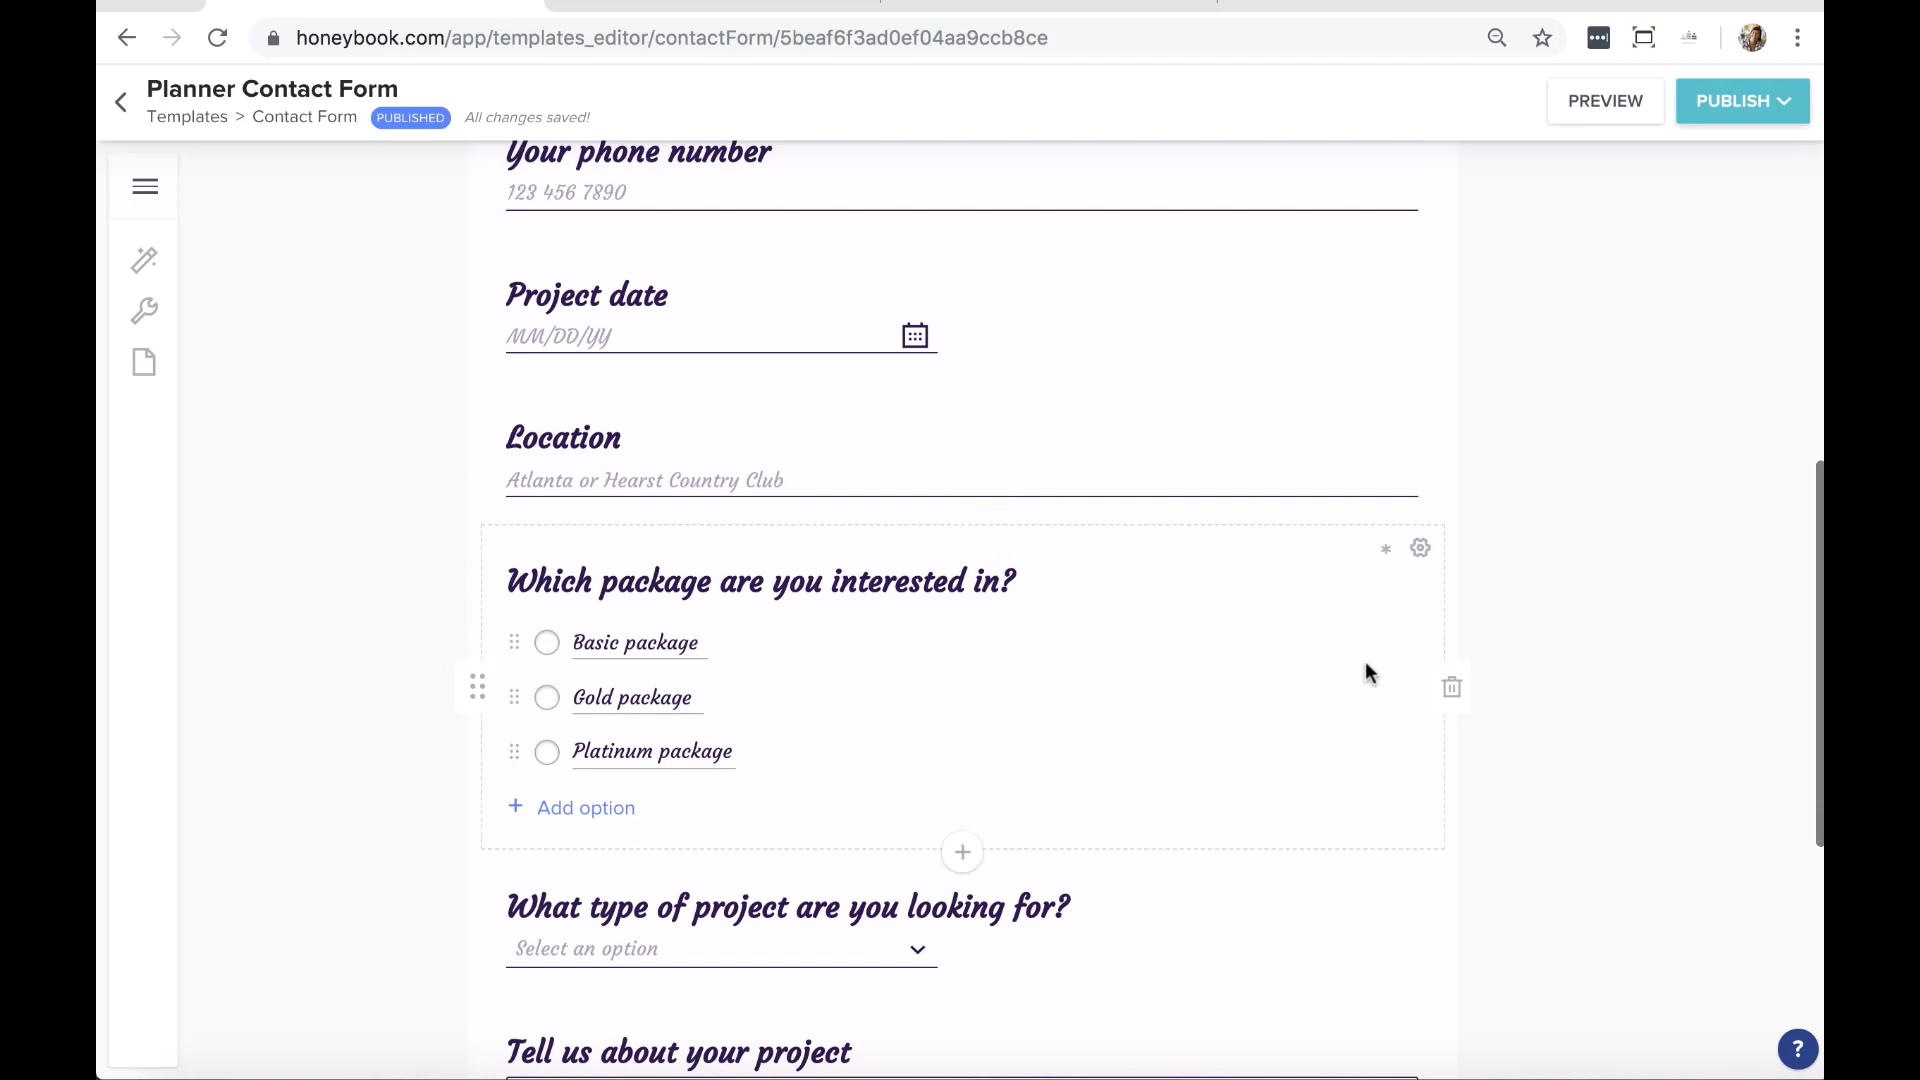 honeybook.com/app/templates_editor/contactForm/5beaf6f3ad0ef04aa9ccb8ce
Planner Contact Form
Templates > Contact Form PUBLISHED All changes saved!
PREVIEW
PUBLISH
Your phone number
123 456 7890
Project date
MM/DD/YY
Location
Atlanta or Hearst Country Club
*
Which package are you interested in?
Basic package
Gold package
Platinum package
+ Add option
+
What type of project are you looking for?
Select an option
Tell us about your project
?